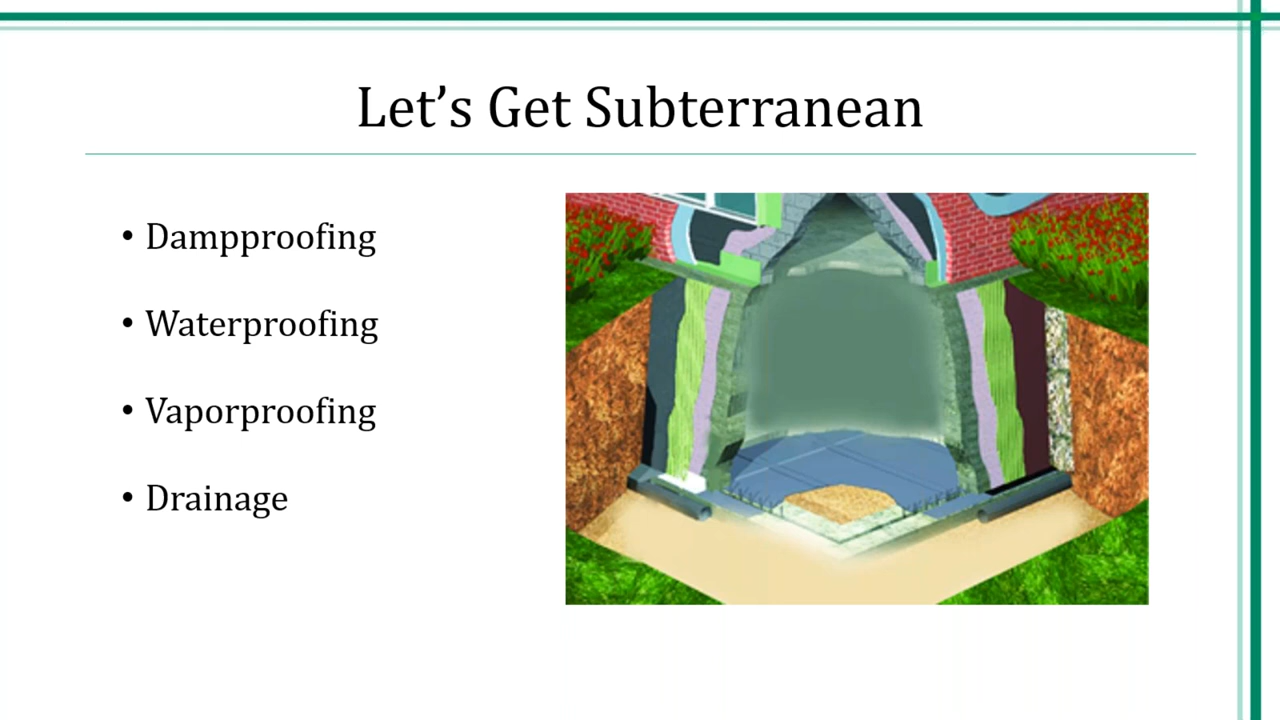 Let’s Get Subterranean
• Dampproofing
• Waterproofing
• Vaporproofing
• Drainage